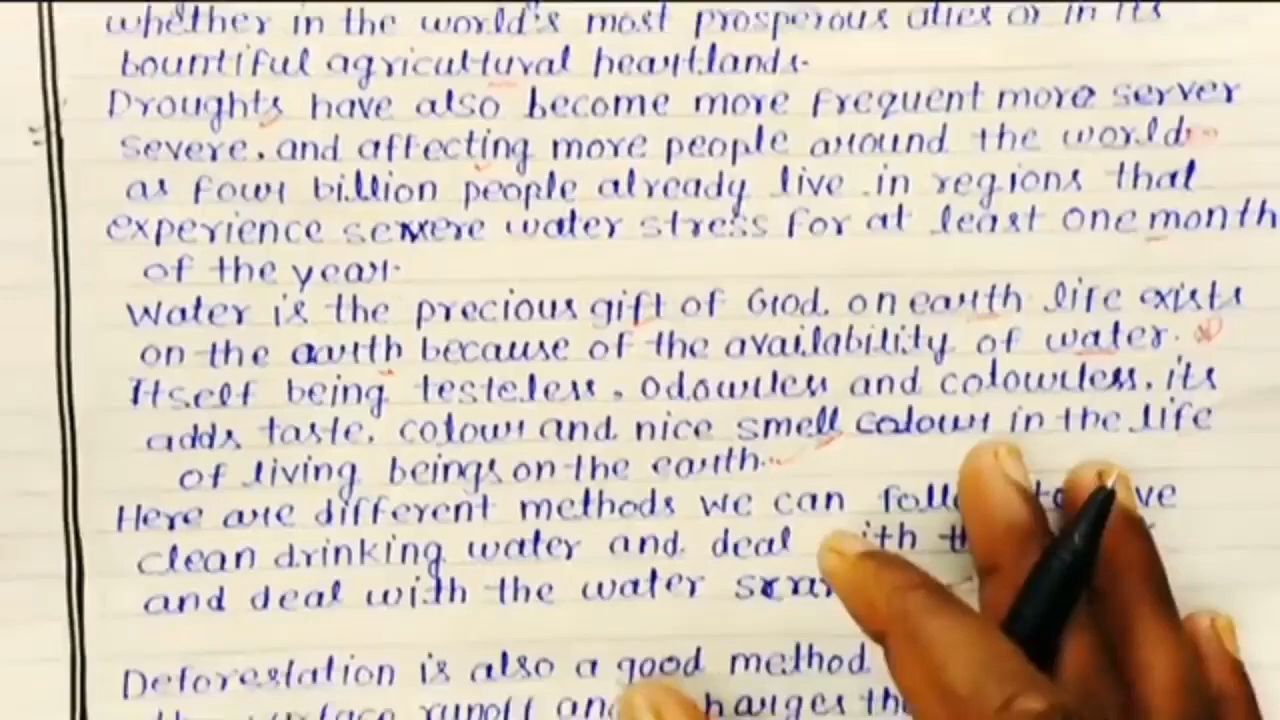 whether in the world's most prosperous cities or in its
bountiful agricultural heartlands.
Droughts have also become more frequent more server
severe, and affecting more people around the world
as four billion people already live in regions that
experience severe water stress for at least one month
of the year.
Water is the precious gift of God. on earth life exists
on the earth because of the availability of water.
Itself being testeless, odourless and colourless, its
adds taste, colour and nice smell colour in the life
of living beings on the earth.
Here are different methods we can
clean drinking water and deal with
and deal with the water
Deforestation is also a good method
surface runoff and